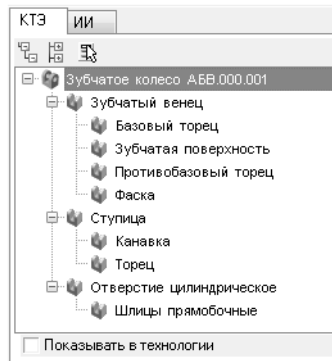 КТЭ ИИ
Зубчатое колесо АБВ.000.001
Зубчатый венец
Базовый торец
Зубчатая поверхность
Противобазовый торец
Фаска
Ступица
Канавка
Торец
Отверстие цилиндрическое
Шлицы прямобочные
Показывать в технологии